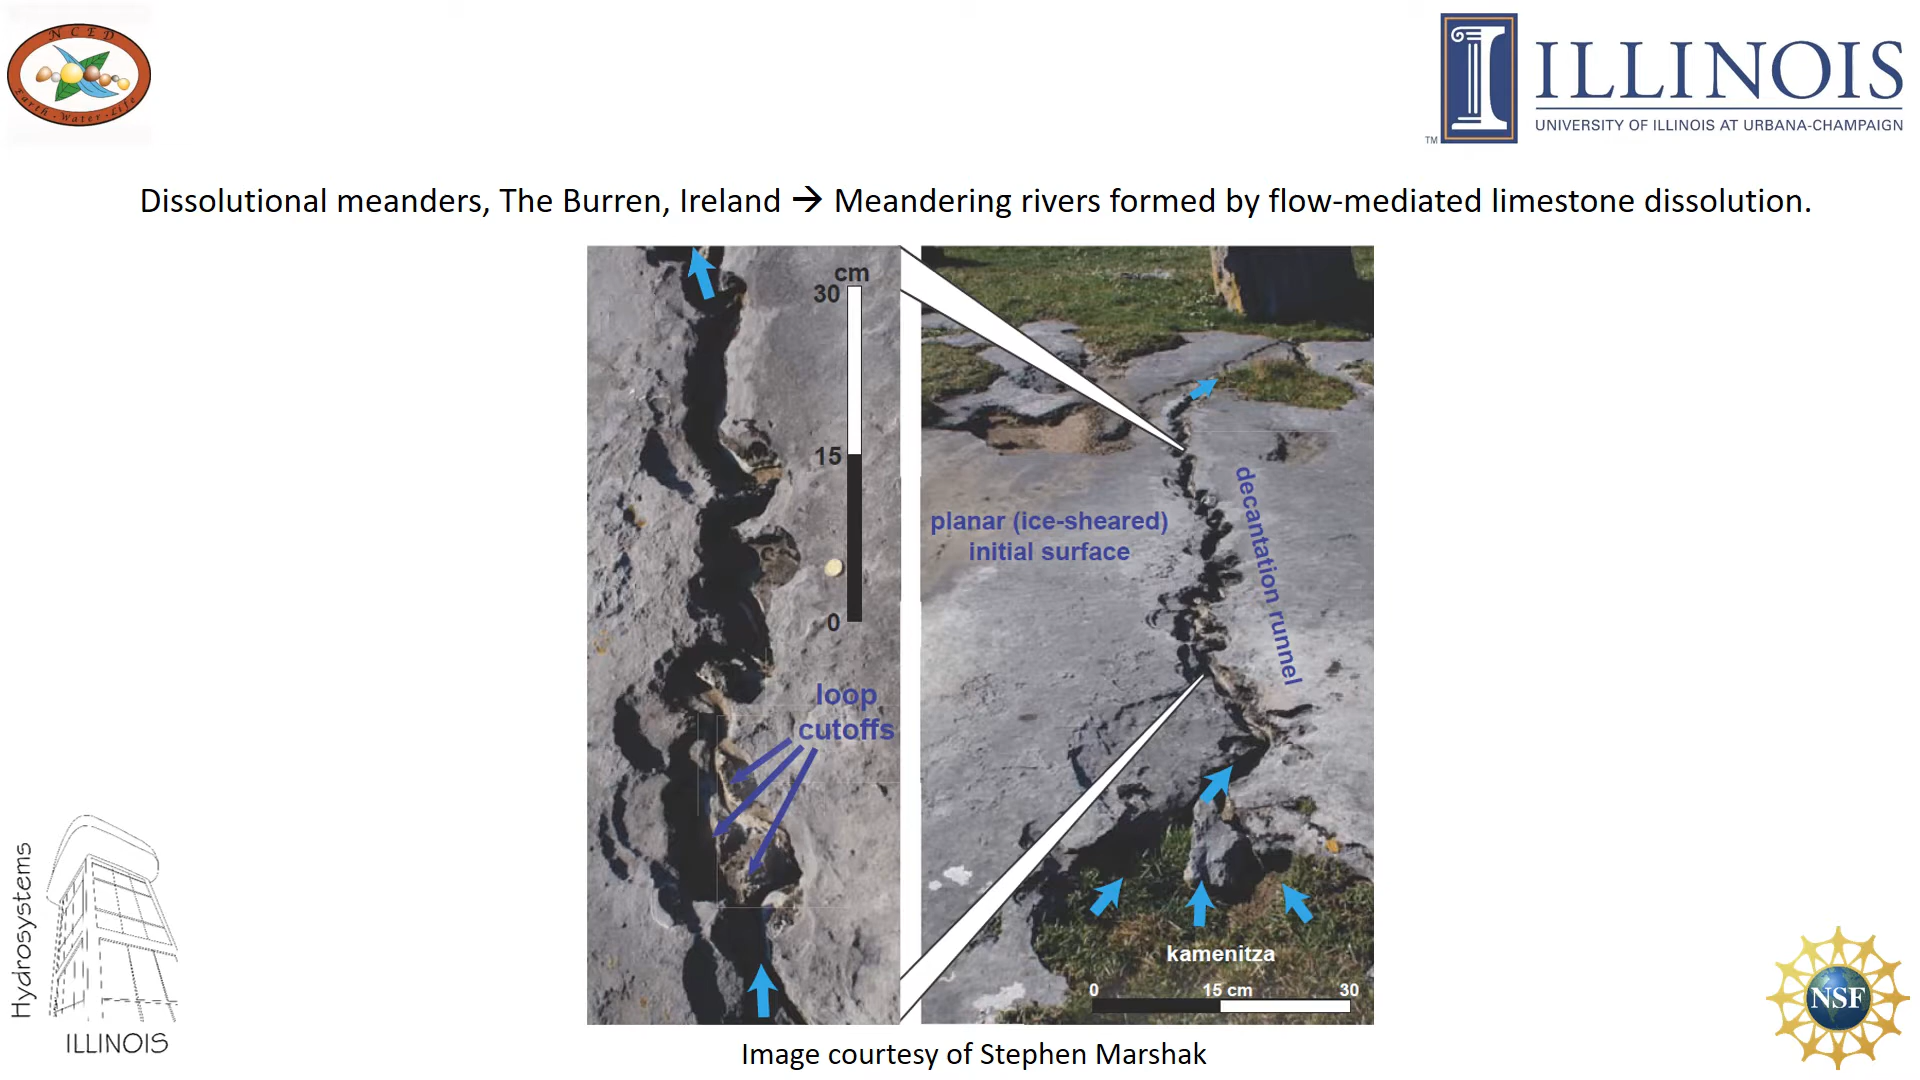 NCED
Earth · Water · Life
I
ILLINOIS
TM
UNIVERSITY OF ILLINOIS AT URBANA-CHAMPAIGN
Dissolutional meanders, The Burren, Ireland → Meandering rivers formed by flow-mediated limestone dissolution.
cm
30
15
0
loop
cutoffs
planar (ice-sheared)
initial surface
decantation runnel
kamenitza
0 15 cm 30
Hydrosystems
ILLINOIS
NSF
Image courtesy of Stephen Marshak